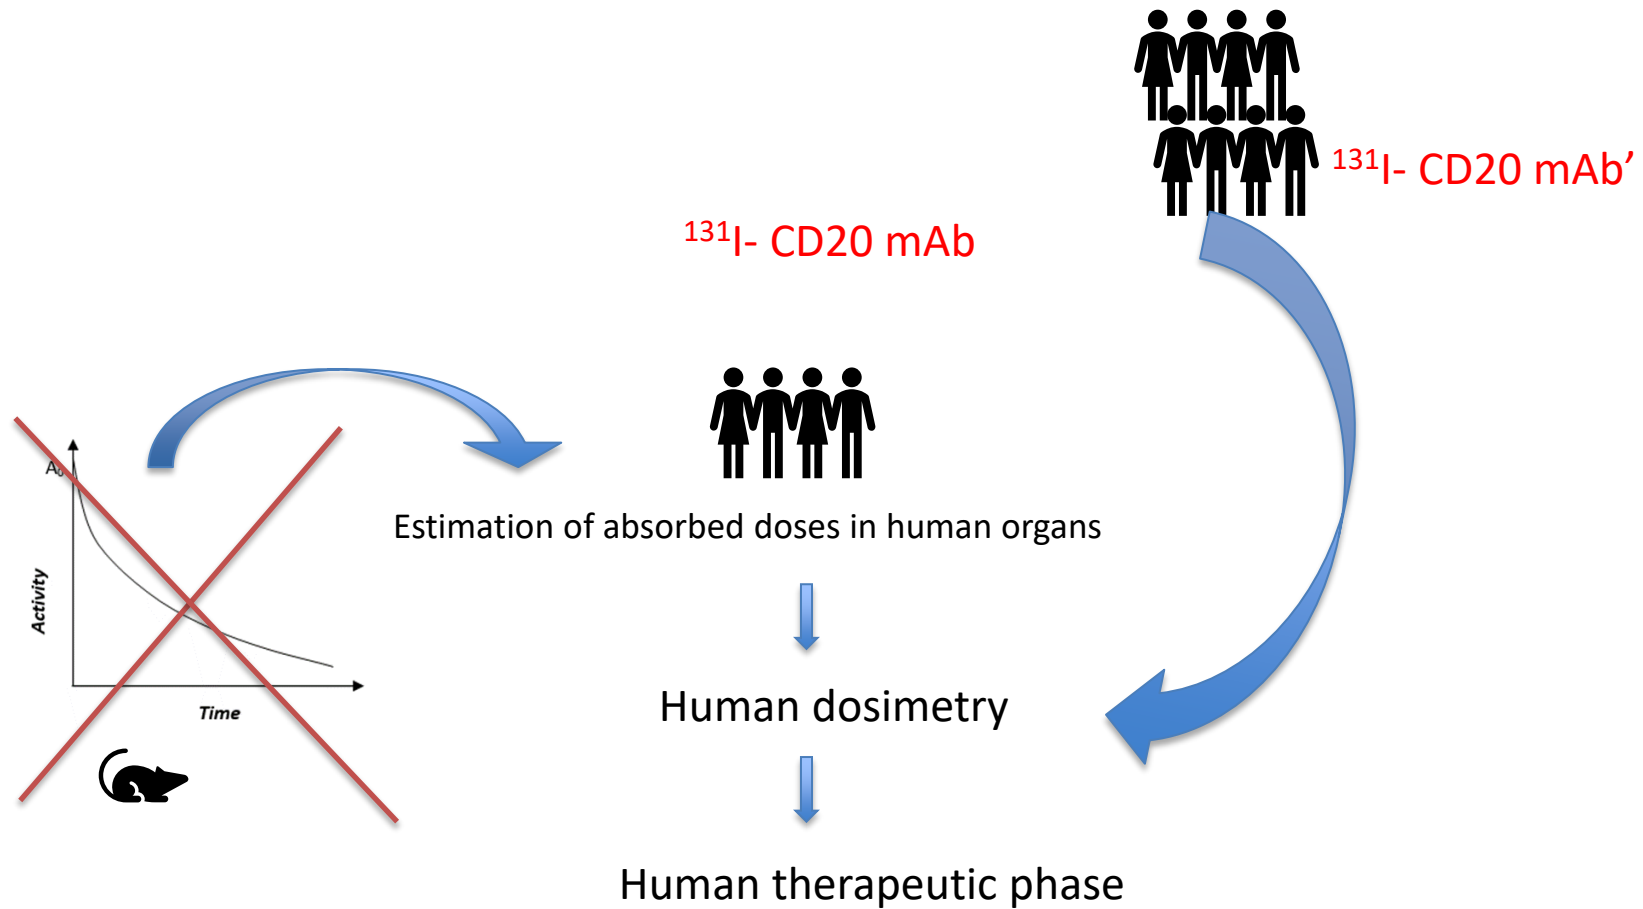 ¹³¹I- CD20 mAb’
¹³¹I- CD20 mAb
A₀
Estimation of absorbed doses in human organs
Activity
Human dosimetry
Time
Human therapeutic phase